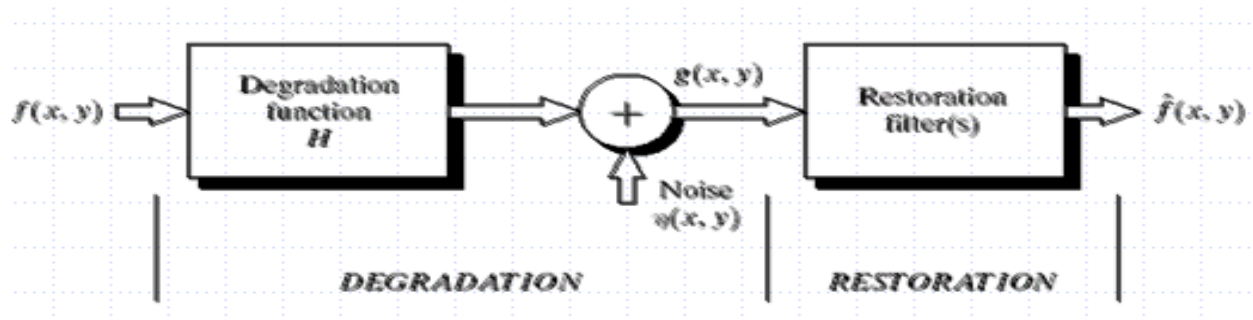 f(x, y)
Degradation
function
H
+
g(x, y)
Noise
η(x, y)
Restoration
filter(s)
f̂(x, y)
DEGRADATION
RESTORATION